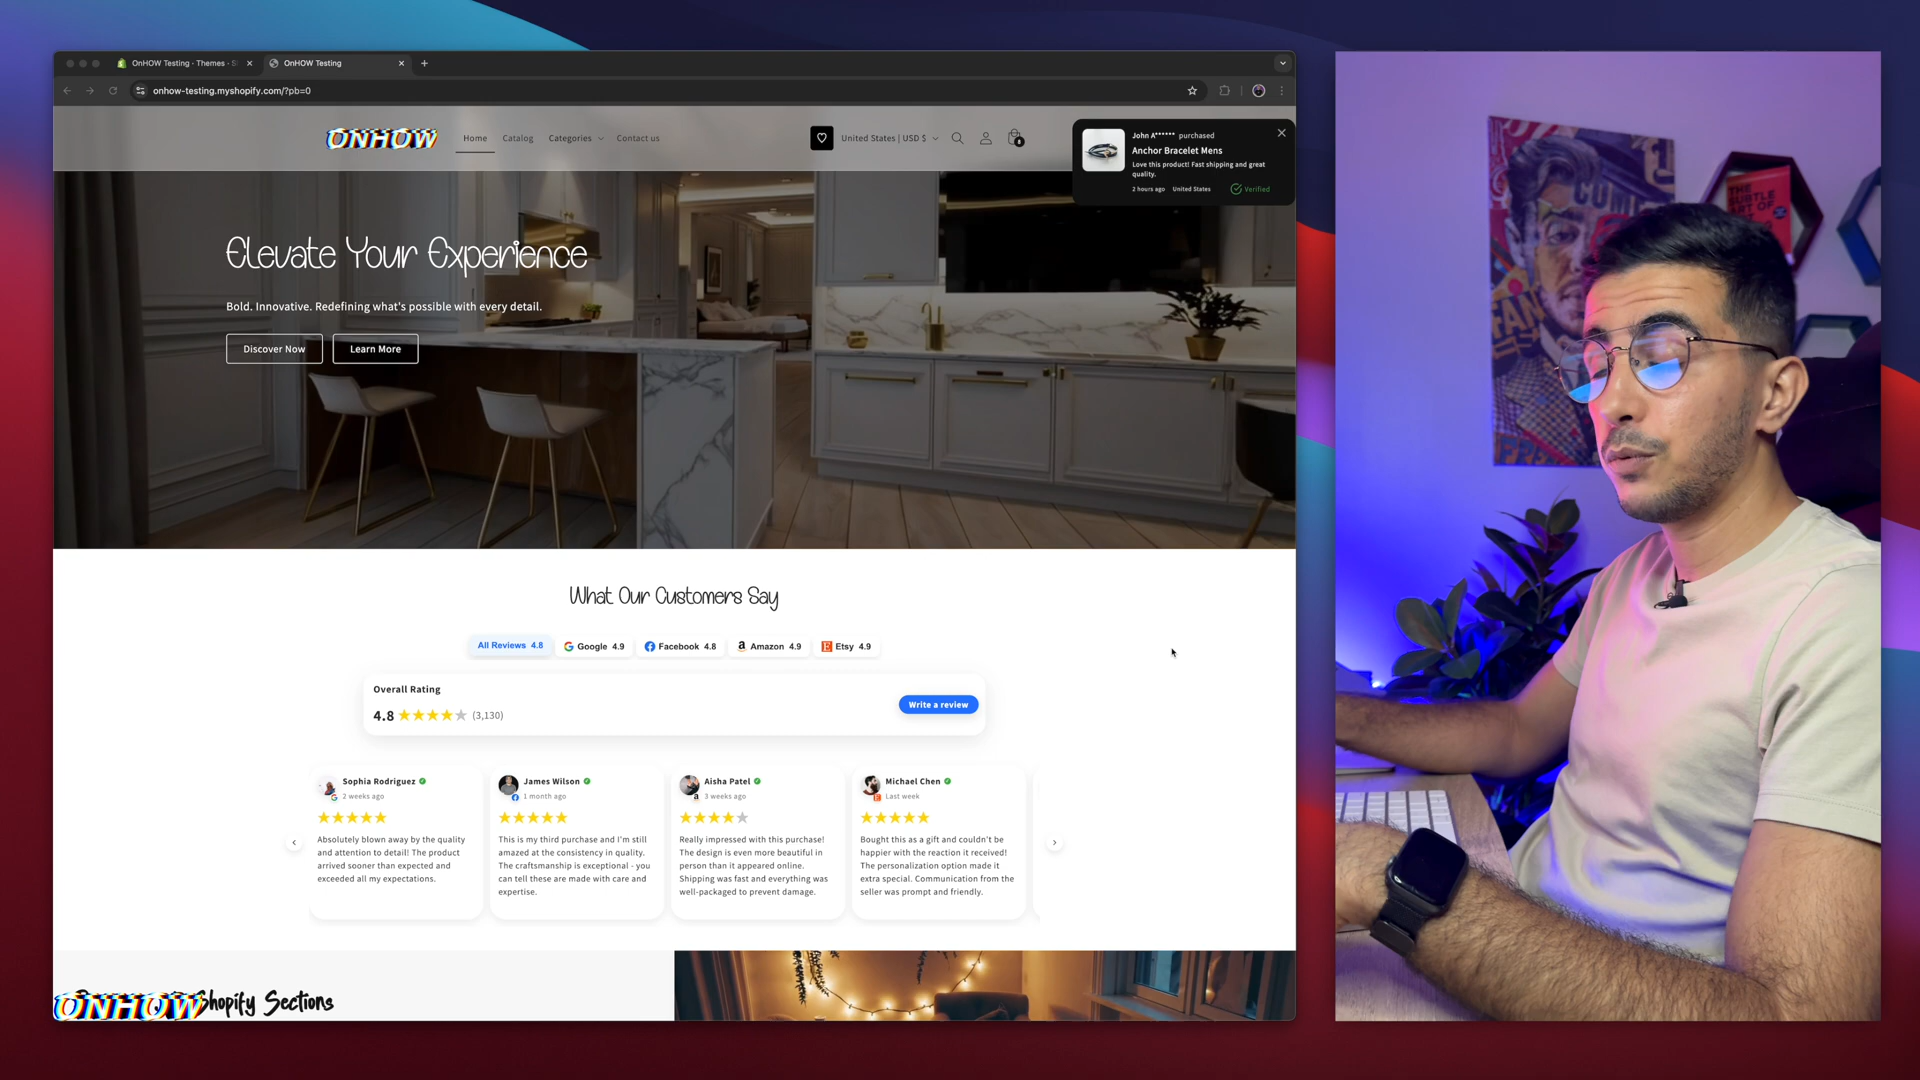 OnHOW Testing - Themes - S
OnHOW Testing
onhow-testing.myshopify.com/?pb=0
ONHOW
Home
Catalog
Categories
Contact us
United States | USD $
0
John A****** purchased
Anchor Bracelet Mens
Love this product! Fast shipping and great
quality.
2 hours ago United States Verified
Elevate Your Experience
Bold. Innovative. Redefining what's possible with every detail.
Discover Now
Learn More
What Our Customers Say
All Reviews 4.8
Google 4.9
Facebook 4.8
Amazon 4.9
Etsy 4.9
Overall Rating
4.8 (3,130)
Write a review
Sophia Rodriguez
2 weeks ago
Absolutely blown away by the quality
and attention to detail! The product
arrived sooner than expected and
exceeded all my expectations.
James Wilson
1 month ago
This is my third purchase and I'm still
amazed at the consistency in quality.
The craftsmanship is exceptional - you
can tell these are made with care and
expertise.
Aisha Patel
3 weeks ago
Really impressed with this purchase!
The design is even more beautiful in
person than it appeared online.
Shipping was fast and everything was
well-packaged to prevent damage.
Michael Chen
Last week
Bought this as a gift and couldn't be
happier with the reaction it received!
The personalization option made it
extra special. Communication from the
seller was prompt and friendly.
ONHOW
Shopify Sections
THE
SUBTLE
ART OF
COME
FAN